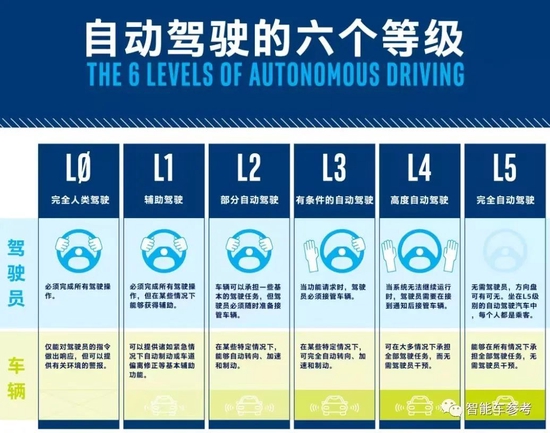 自动驾驶的六个等级
THE 6 LEVELS OF AUTONOMOUS DRIVING
LØ
完全人类驾驶
L1
辅助驾驶
L2
部分自动驾驶
L3
有条件的自动驾驶
L4
高度自动驾驶
L5
完全自动驾驶
驾驶员
必须完成所有驾驶操
作。
必须完成所有驾驶操
作，但在某些情况下
能够获得辅助。
车辆可以承担一些基
本的驾驶任务，但驾
驶员必须随时准备接
管车辆。
当功能请求时，驾驶
员必须接管车辆。
当系统无法继续运行
时，驾驶员需要在接
到通知后接管车辆。
无需驾驶员，方向盘
可有可无。坐在L5级
别的自动驾驶汽车中
，每个人都是乘客。
车辆
仅能对驾驶员的指令
做出响应，但可以提
供有关环境的警报。
可以提供诸如紧急情
况下自动制动或车道
偏离修正等基本辅助
功能。
在某些特定情况下，
能够自动转向、加速
和制动。
在某些特定情况下，
可完全自动转向、加
速和制动。
可在大多情况下承担
全部驾驶任务，而无
需驾驶员干预。
能够在所有情况下承
担全部驾驶任务，无
需驾驶员干预。
智能车参考